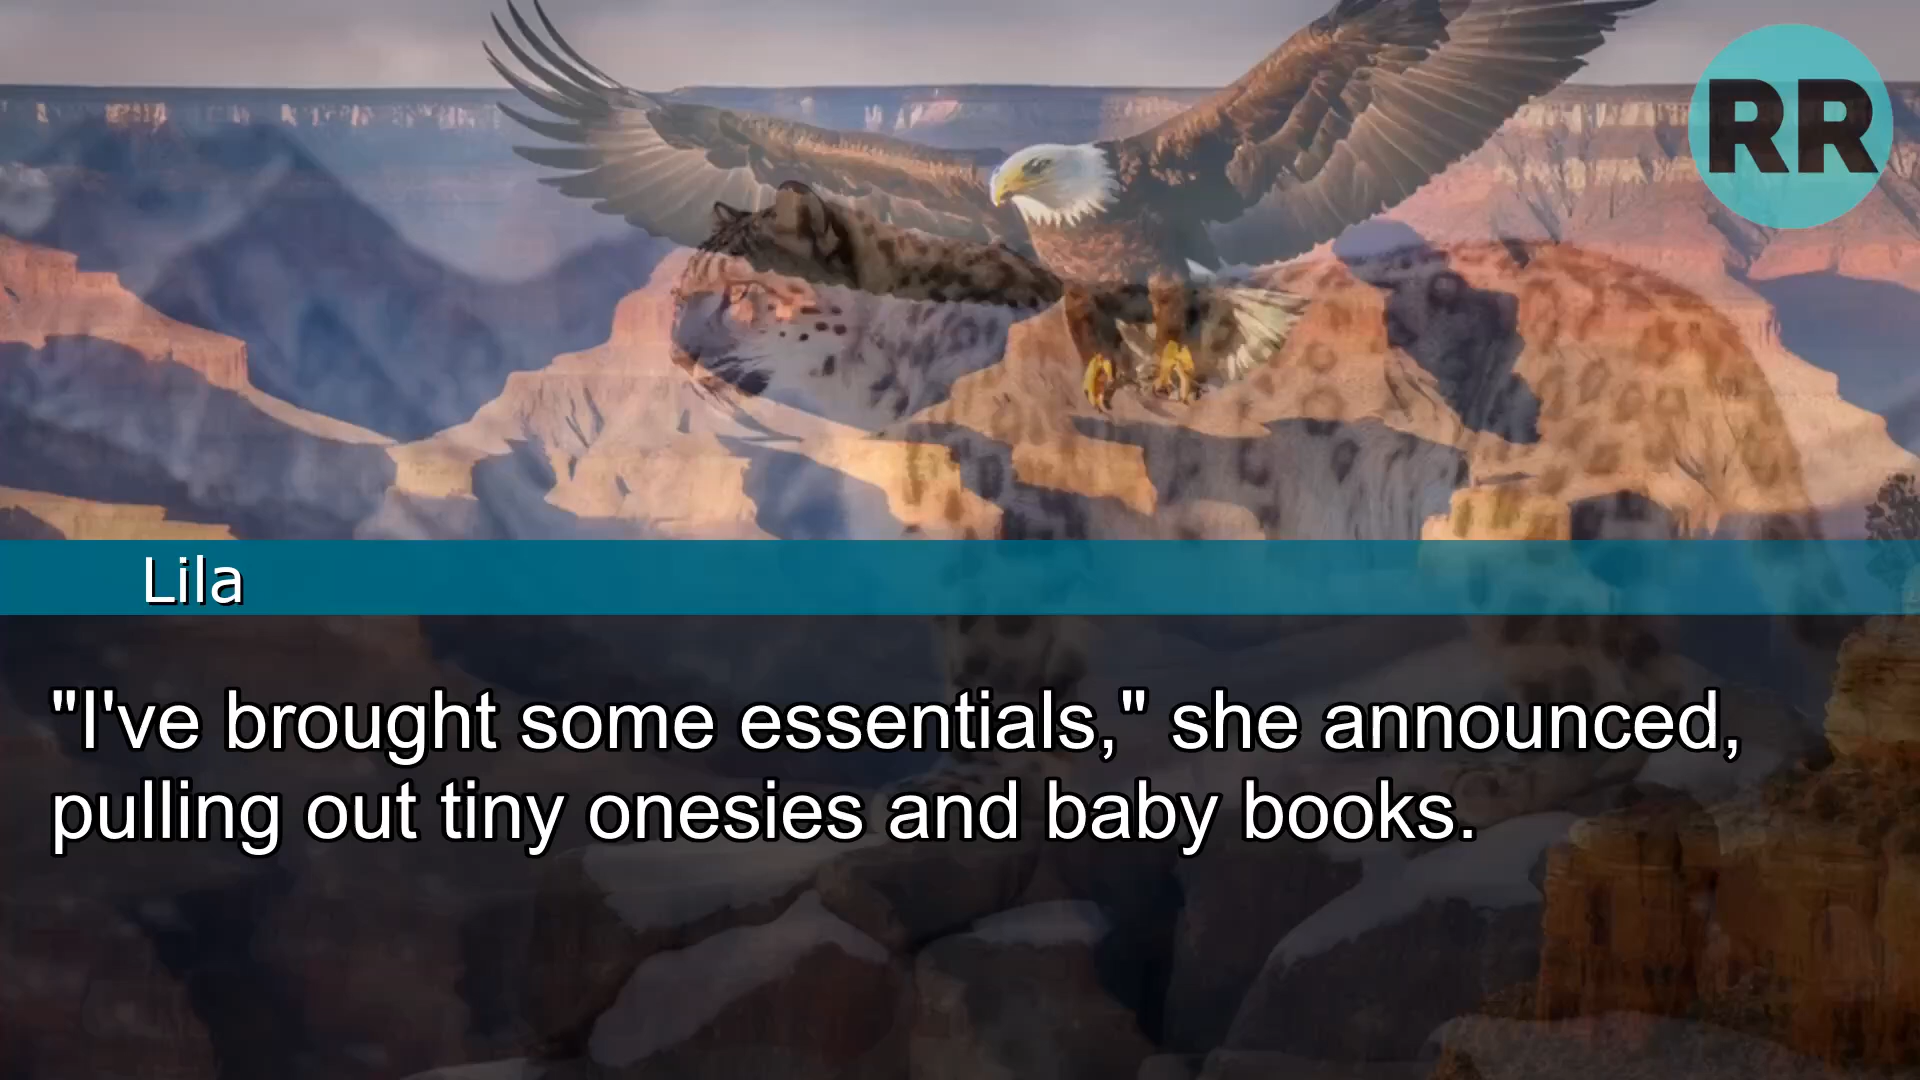 RR
Lila
"I've brought some essentials," she announced,
pulling out tiny onesies and baby books.